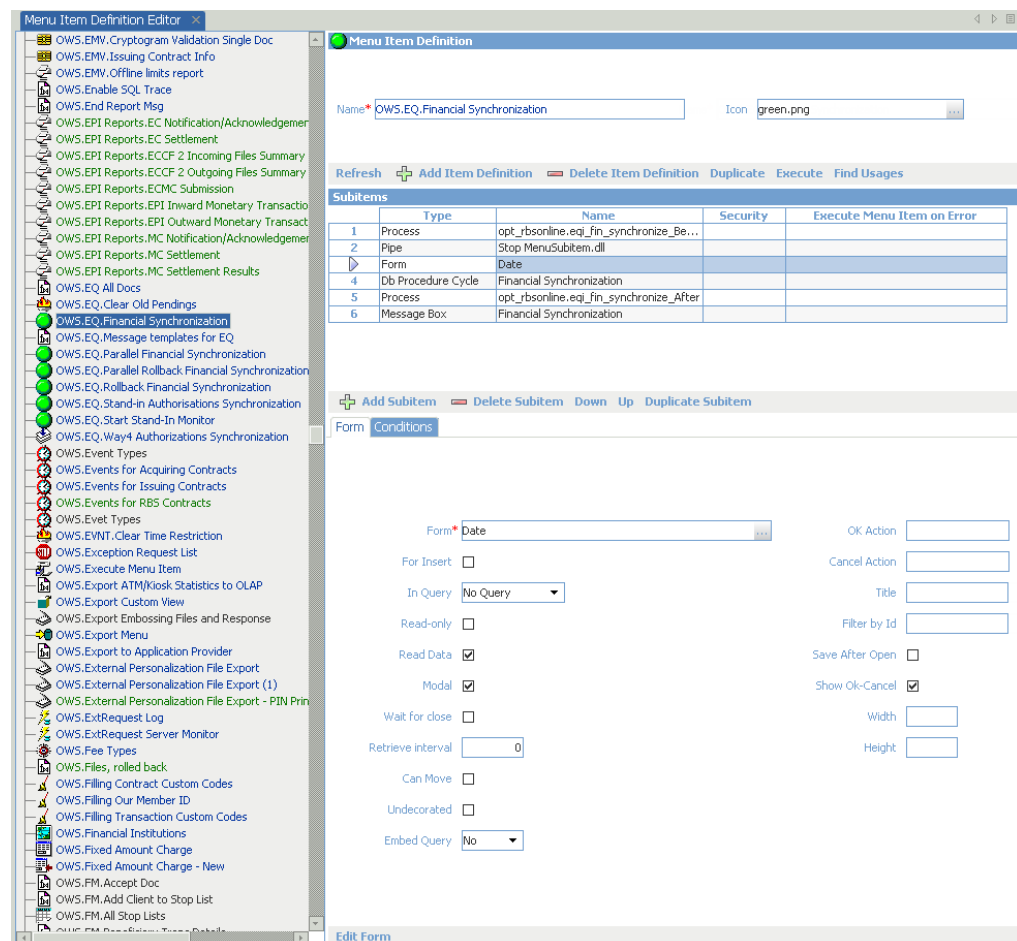 Menu Item Definition Editor
OWS.EMV.Cryptogram Validation Single Doc
OWS.EMV.Issuing Contract Info
OWS.EMV.Offline limits report
OWS.Enable SQL Trace
OWS.End Report Msg
OWS.EPI Reports.EC Notification/Acknowledgemen
OWS.EPI Reports.EC Settlement
OWS.EPI Reports.ECCF 2 Incoming Files Summary
OWS.EPI Reports.ECCF 2 Outgoing Files Summary
OWS.EPI Reports.ECMC Submission
OWS.EPI Reports.EPI Inward Monetary Transactio
OWS.EPI Reports.EPI Outward Monetary Transact
OWS.EPI Reports.MC Notification/Acknowledgemer
OWS.EPI Reports.MC Settlement
OWS.EPI Reports.MC Settlement Results
OWS.EQ All Docs
OWS.EQ.Clear Old Pendings
OWS.EQ.Financial Synchronization
OWS.EQ.Message templates for EQ
OWS.EQ.Parallel Financial Synchronization
OWS.EQ.Parallel Rollback Financial Synchronization
OWS.EQ.Rollback Financial Synchronization
OWS.EQ.Stand-in Authorisations Synchronization
OWS.EQ.Start Stand-In Monitor
OWS.EQ.Way4 Authorizations Synchronization
OWS.Event Types
OWS.Events for Acquiring Contracts
OWS.Events for Issuing Contracts
OWS.Events for RBS Contracts
OWS.Evet Types
OWS.EVNT.Clear Time Restriction
OWS.Exception Request List
OWS.Execute Menu Item
OWS.Export ATM/Kiosk Statistics to OLAP
OWS.Export Custom View
OWS.Export Embossing Files and Response
OWS.Export Menu
OWS.Export to Application Provider
OWS.External Personalization File Export
OWS.External Personalization File Export (1)
OWS.External Personalization File Export - PIN Prin
OWS.ExtRequest Log
OWS.ExtRequest Server Monitor
OWS.Fee Types
OWS.Files, rolled back
OWS.Filling Contract Custom Codes
OWS.Filling Our Member ID
OWS.Filling Transaction Custom Codes
OWS.Financial Institutions
OWS.Fixed Amount Charge
OWS.Fixed Amount Charge - New
OWS.FM.Accept Doc
OWS.FM.Add Client to Stop List
OWS.FM.All Stop Lists
Menu Item Definition
Name* OWS.EQ.Financial Synchronization Icon green.png ...
Refresh Add Item Definition Delete Item Definition Duplicate Execute Find Usages
Subitems
Type Name Security Execute Menu Item on Error
1 Process opt_rbsonline.eqi_fin_synchronize_Be...
2 Pipe Stop MenuSubitem.dll
Form Date
4 Db Procedure Cycle Financial Synchronization
5 Process opt_rbsonline.eqi_fin_synchronize_After
6 Message Box Financial Synchronization
Add Subitem Delete Subitem Down Up Duplicate Subitem
Form Conditions
Form* Date ... OK Action
For Insert Cancel Action
In Query No Query Title
Read-only Filter by Id
Read Data Save After Open
Modal Show Ok-Cancel
Wait for close Width
Retrieve interval 0 Height
Can Move
Undecorated
Embed Query No
Edit Form